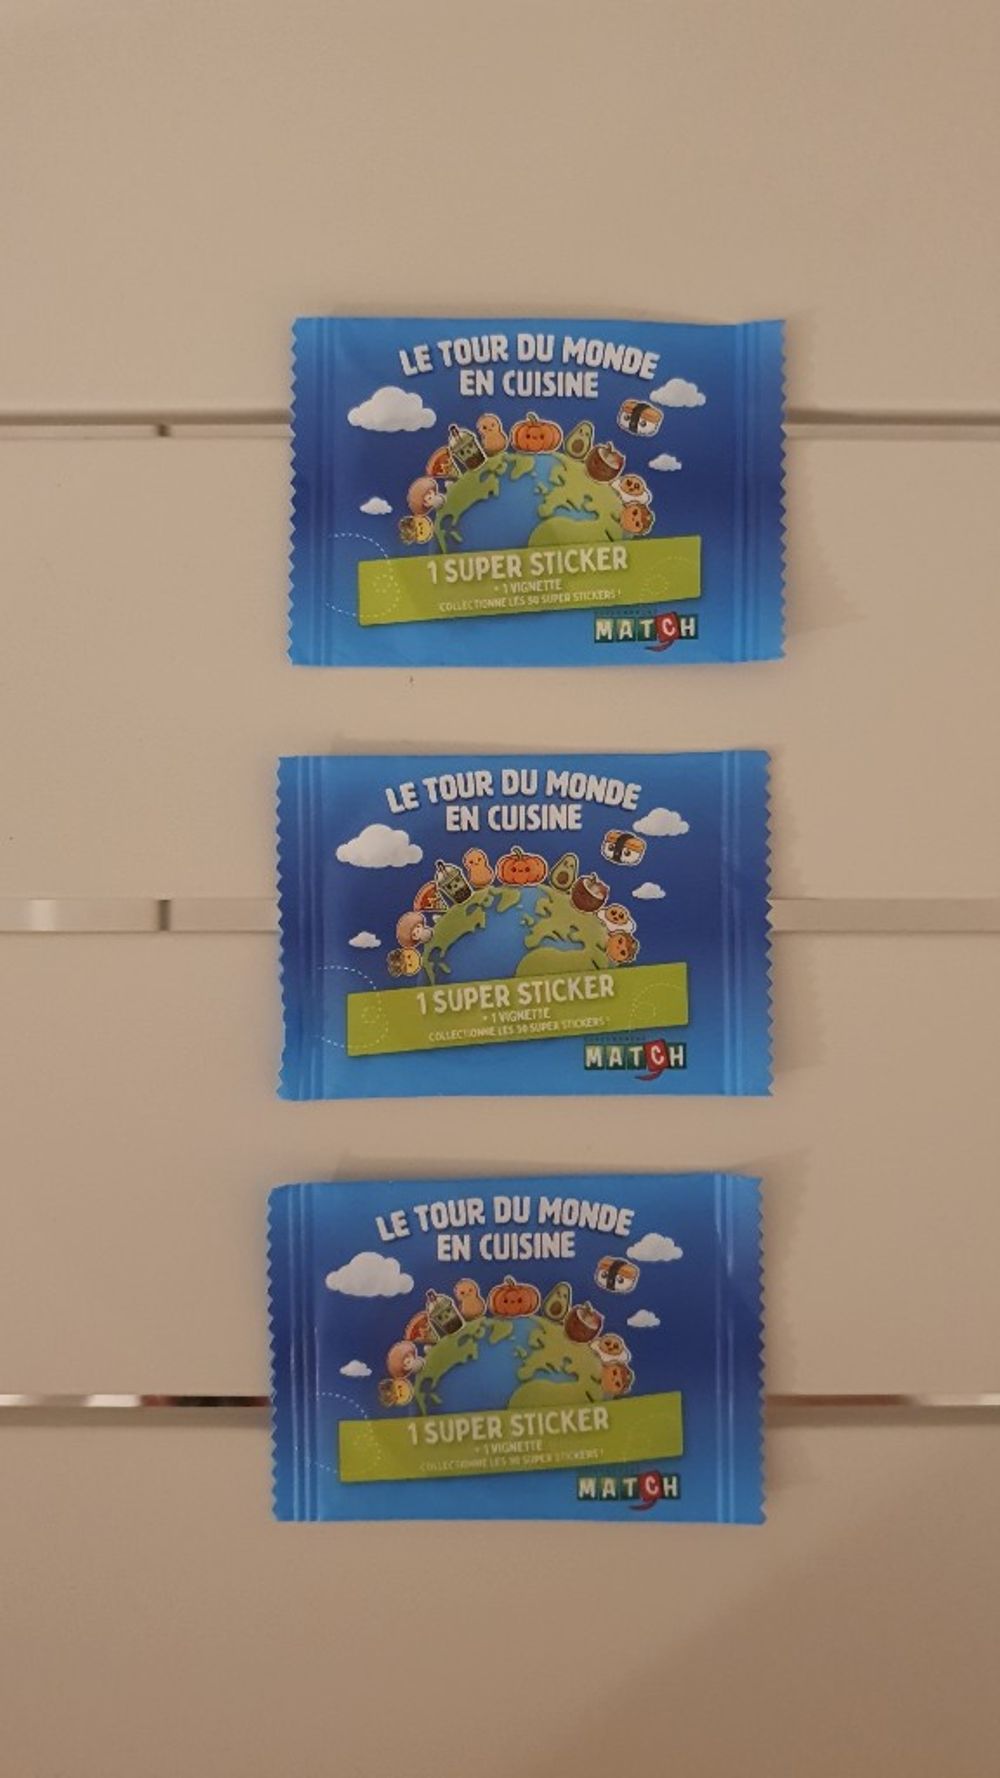 LE TOUR DU MONDE
EN CUISINE
1 SUPER STICKER
+ 1 VIGNETTE
COLLECTIONNE LES 50 SUPER STICKERS !
MATCH
LE TOUR DU MONDE
EN CUISINE
1 SUPER STICKER
+ 1 VIGNETTE
COLLECTIONNE LES 50 SUPER STICKERS !
MATCH
LE TOUR DU MONDE
EN CUISINE
1 SUPER STICKER
+ 1 VIGNETTE
COLLECTIONNE LES 50 SUPER STICKERS !
MATCH